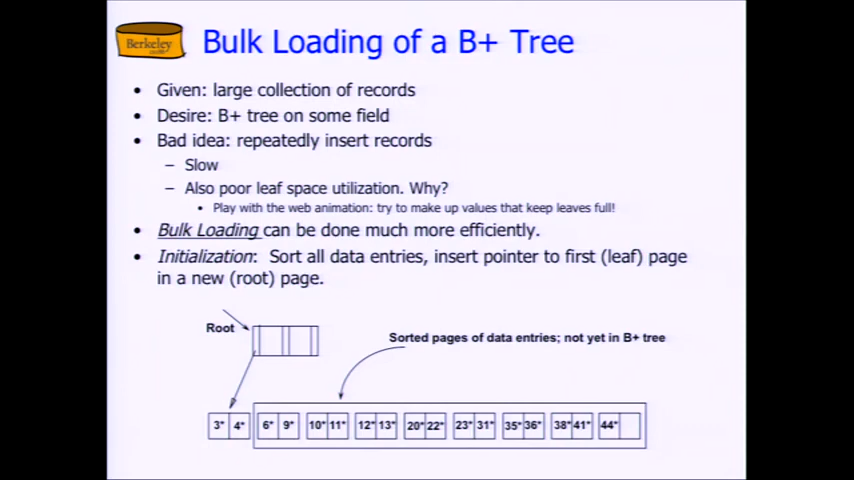 Berkeley
Bulk Loading of a B+ Tree
• Given: large collection of records
• Desire: B+ tree on some field
• Bad idea: repeatedly insert records
– Slow
– Also poor leaf space utilization. Why?
• Play with the web animation: try to make up values that keep leaves full!
• Bulk Loading can be done much more efficiently.
• Initialization: Sort all data entries, insert pointer to first (leaf) page
in a new (root) page.
Root
Sorted pages of data entries; not yet in B+ tree
3* 4* 6* 9* 10* 11* 12* 13* 20* 22* 23* 31* 35* 36* 38* 41* 44*